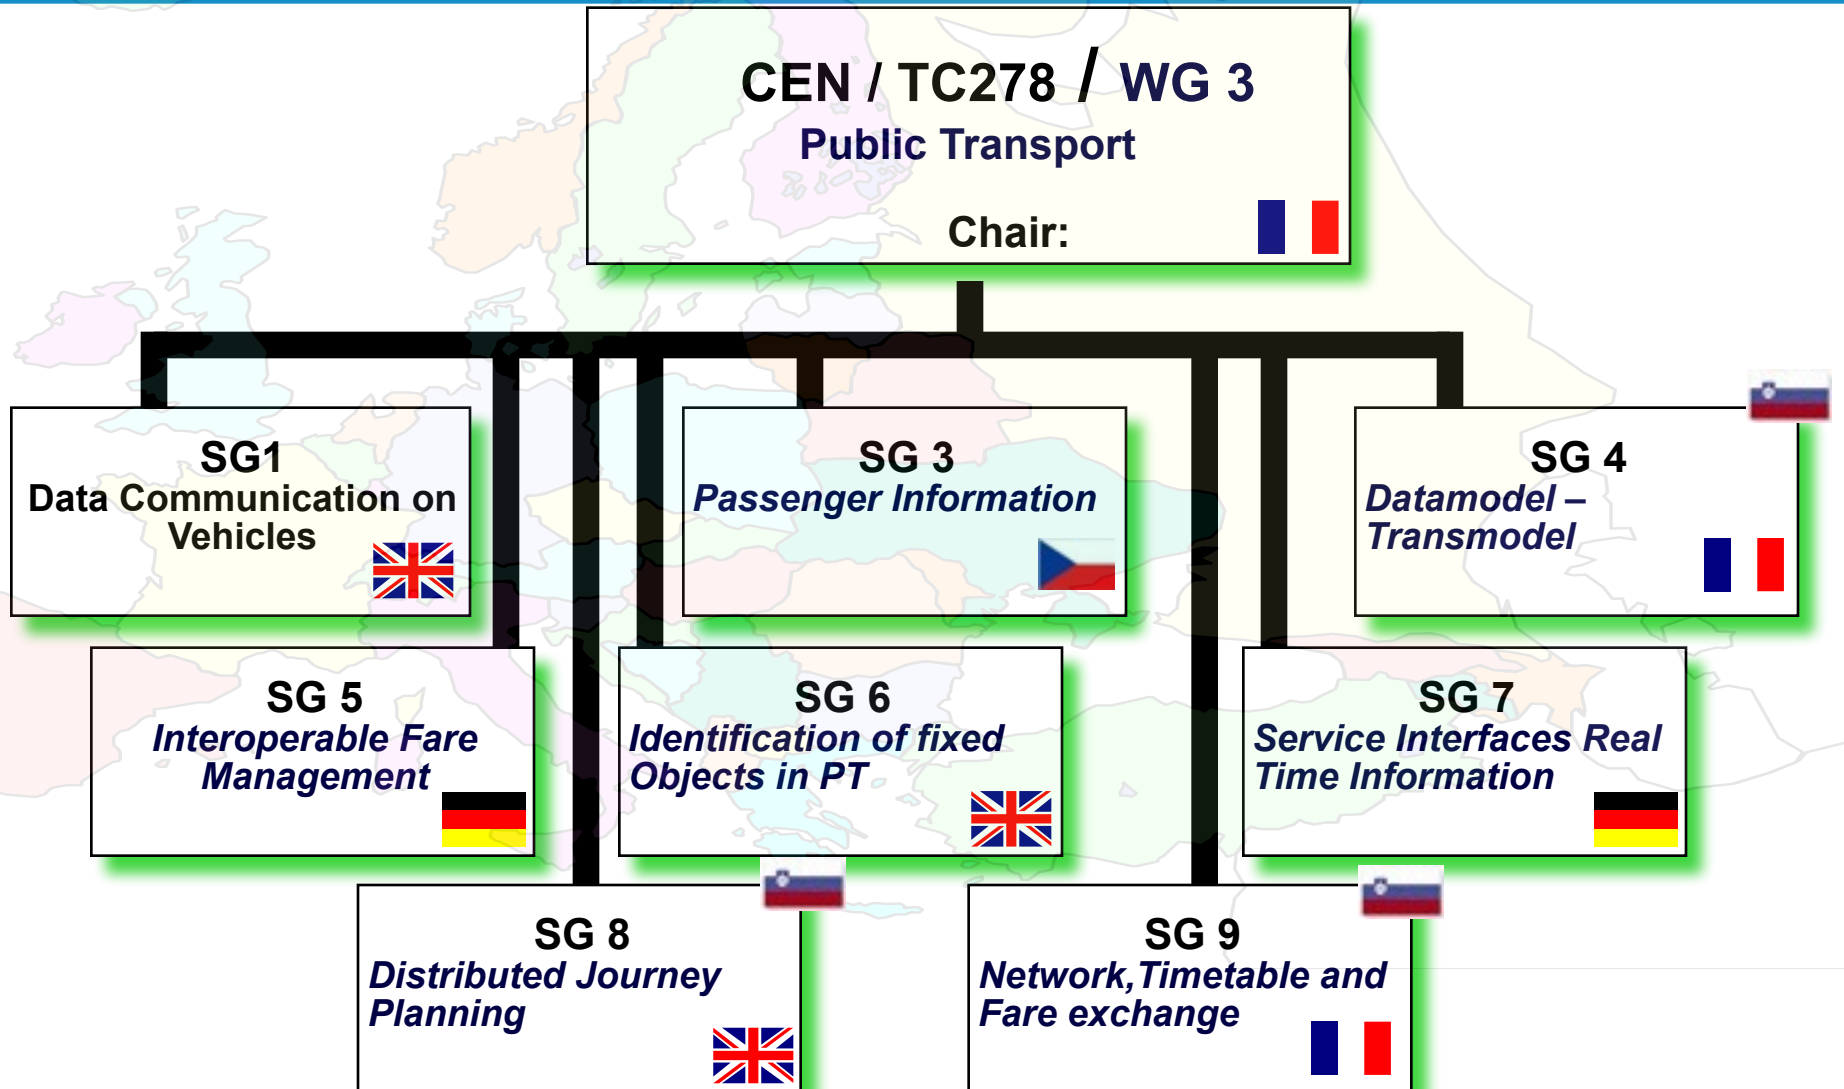 CEN / TC278 / WG 3
Public Transport
Chair:
SG1
Data Communication on
Vehicles
SG 3
Passenger Information
SG 4
Datamodel –
Transmodel
SG 5
Interoperable Fare
Management
SG 6
Identification of fixed
Objects in PT
SG 7
Service Interfaces Real
Time Information
SG 8
Distributed Journey
Planning
SG 9
Network,Timetable and
Fare exchange